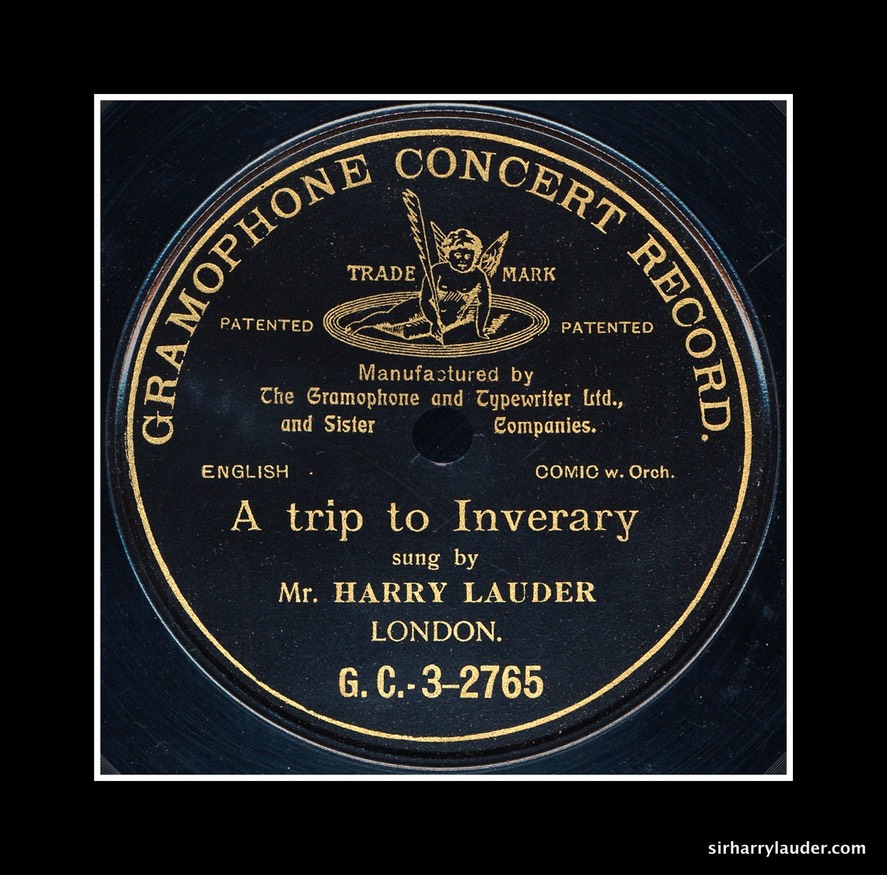 GRAMOPHONE CONCERT RECORD.
TRADE MARK
PATENTED PATENTED
Manufactured by
The Gramophone and Typewriter Ltd.,
and Sister Companies.
ENGLISH COMIC w. Orch.
A trip to Inverary
sung by
Mr. HARRY LAUDER
LONDON.
G. C.-3-2765
sirharrylauder.com